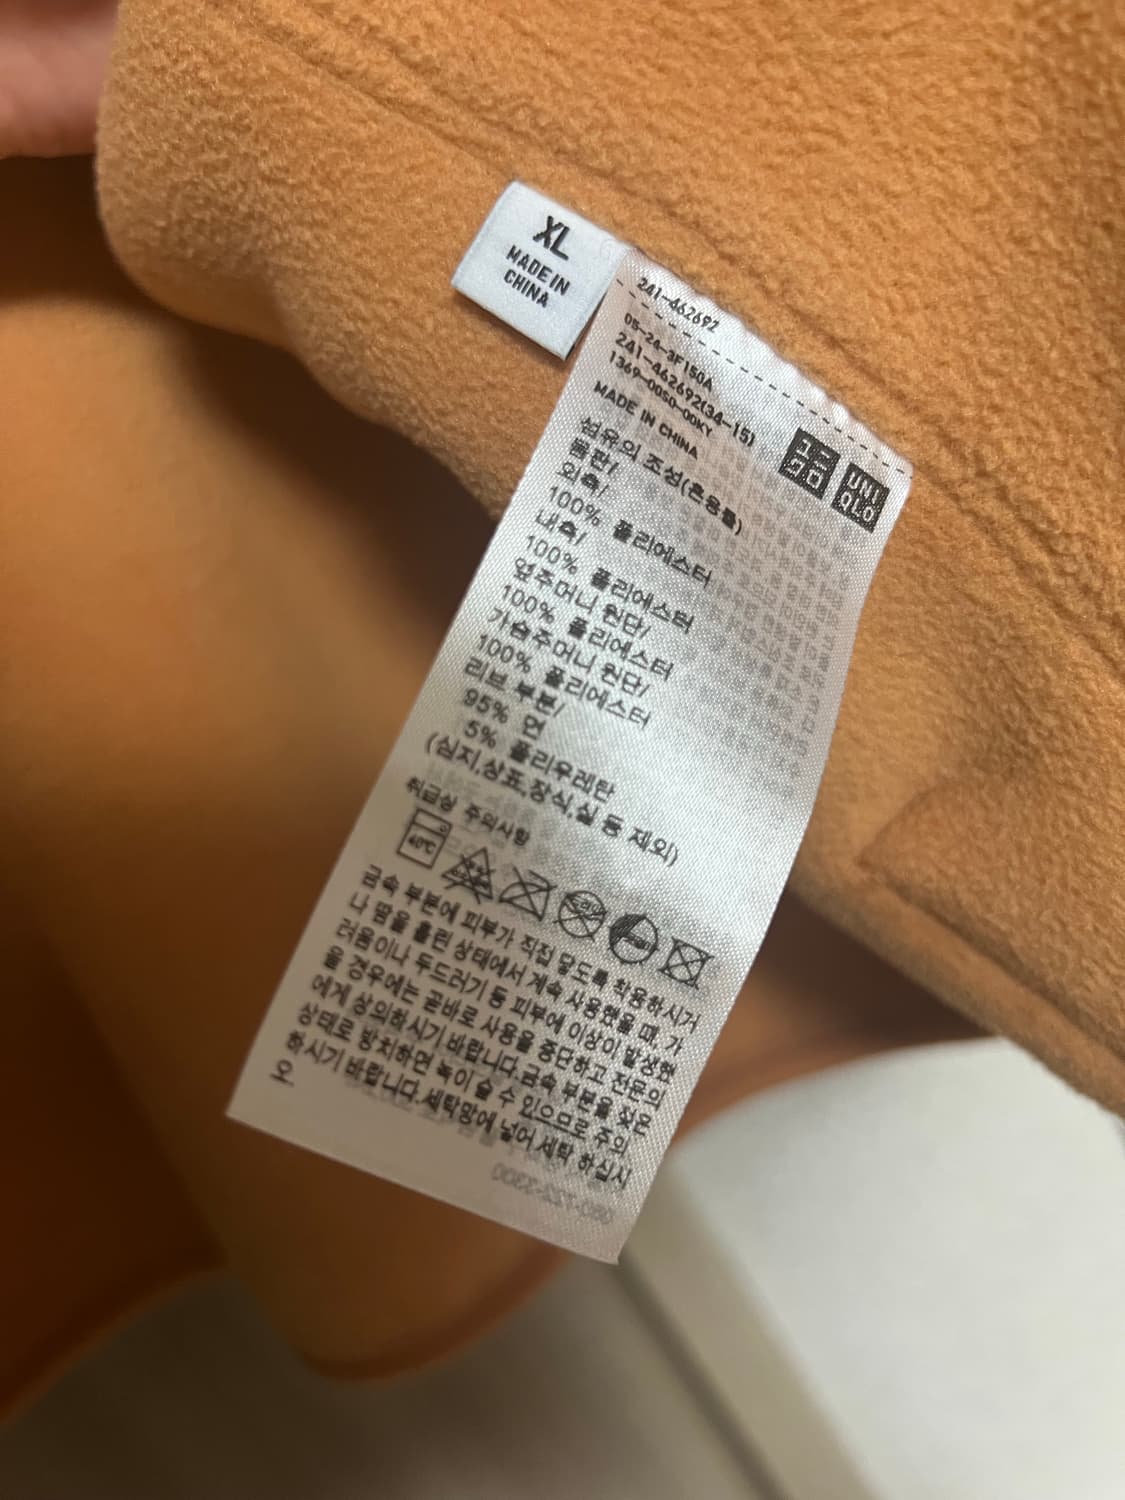 XL
MADE IN
CHINA
241-462692
05-24-3F150A
241-462692(34-15)
1369-00S0-00KY
MADE IN CHINA
UNI
QLO
섬유의 조성(혼용률)
몸판/
외측/
100% 폴리에스터
내측/
100% 폴리에스터
옆주머니 원단/
100% 폴리에스터
가슴주머니 원단/
100% 폴리에스터
리브 부분/
95% 면
5% 폴리우레탄
(심지,상표,장식,실 등 제외)
취급상 주의사항
40℃
금속 부분에 피부가 직접 닿도록 착용하시거
나 땀을 흘린 상태에서 계속 사용했을 때, 가
려움이나 두드러기 등 피부에 이상이 발생한
을 경우에는 곧바로 사용을 중단하고 전문의
에게 상의하시기 바랍니다.금속 부분을 젖은
상태로 방치하면 녹이 슬 수 있으므로 주의
하시기 바랍니다.세탁망에 넣어 세탁 하십시
오